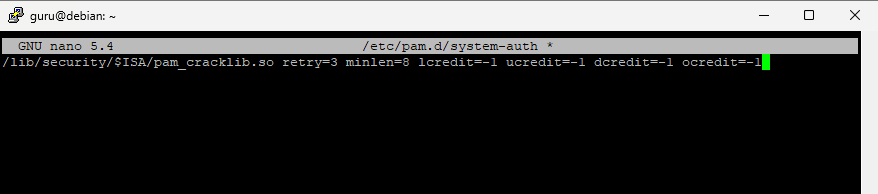 guru@debian: ~
GNU nano 5.4 /etc/pam.d/system-auth *
/lib/security/$ISA/pam_cracklib.so retry=3 minlen=8 lcredit=-1 ucredit=-1 dcredit=-1 ocredit=-1